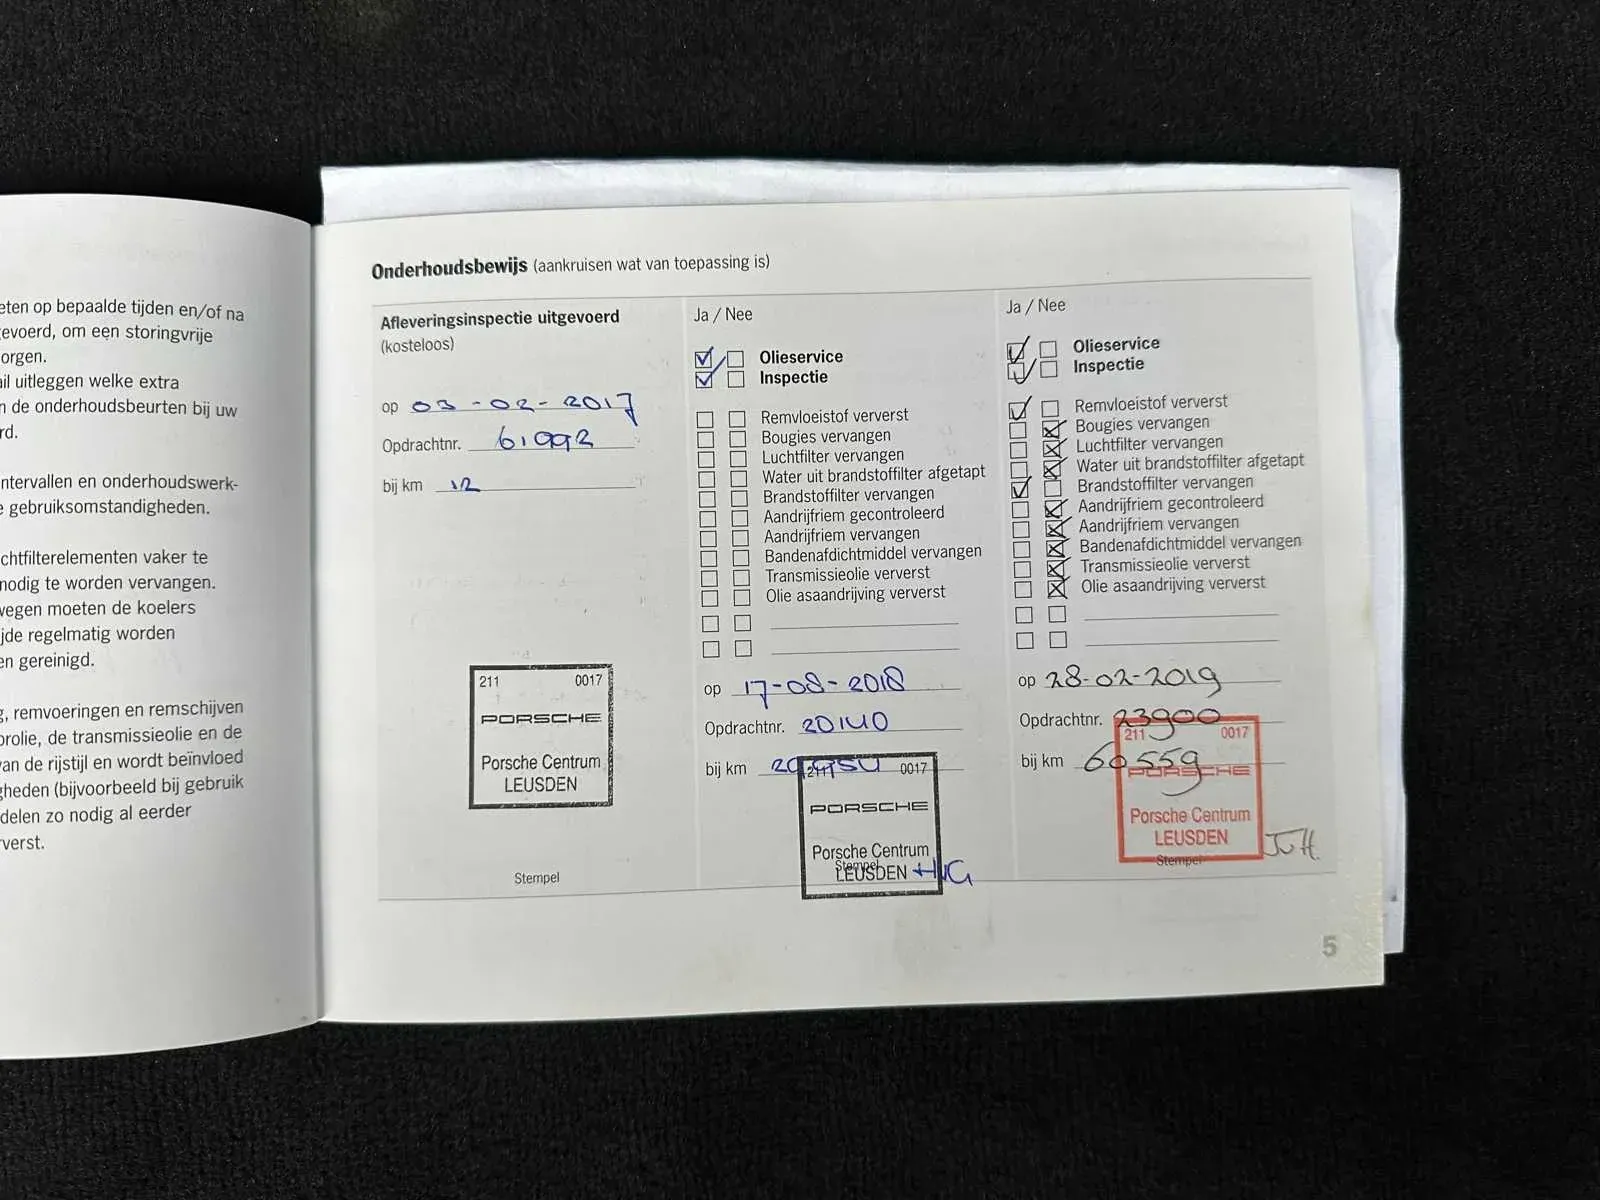 eten op bepaalde tijden en/of na
evoerd, om een storingvrije
orgen.
ail uitleggen welke extra
n de onderhoudsbeurten bij uw
rd.
ntervallen en onderhoudswerk-
e gebruiksomstandigheden.
chtfilterelementen vaker te
nodig te worden vervangen.
wegen moeten de koelers
ijde regelmatig worden
en gereinigd.
g, remvoeringen en remschijven
orolie, de transmissieolie en de
van de rijstijl en wordt beïnvloed
gheden (bijvoorbeeld bij gebruik
delen zo nodig al eerder
verst.
Onderhoudsbewijs (aankruisen wat van toepassing is)
Afleveringsinspectie uitgevoerd
(kosteloos)
op 03-02-2017
Opdrachtnr. 61992
bij km 12
211 0017
PORSCHE
Porsche Centrum
LEUSDEN
Stempel
Ja / Nee
Olieservice
Inspectie
Remvloeistof ververst
Bougies vervangen
Luchtfilter vervangen
Water uit brandstoffilter afgetapt
Brandstoffilter vervangen
Aandrijfriem gecontroleerd
Aandrijfriem vervangen
Bandenafdichtmiddel vervangen
Transmissieolie ververst
Olie asaandrijving ververst
op 17-08-2018
Opdrachtnr. 20140
bij km
211 0017
PORSCHE
Porsche Centrum
Stempel
LEUSDEN
Ja / Nee
Olieservice
Inspectie
Remvloeistof ververst
Bougies vervangen
Luchtfilter vervangen
Water uit brandstoffilter afgetapt
Brandstoffilter vervangen
Aandrijfriem gecontroleerd
Aandrijfriem vervangen
Bandenafdichtmiddel vervangen
Transmissieolie ververst
Olie asaandrijving ververst
op 28-02-2019
Opdrachtnr. 23900
bij km 60559
211 0017
PORSCHE
Porsche Centrum
LEUSDEN
Stempel
5